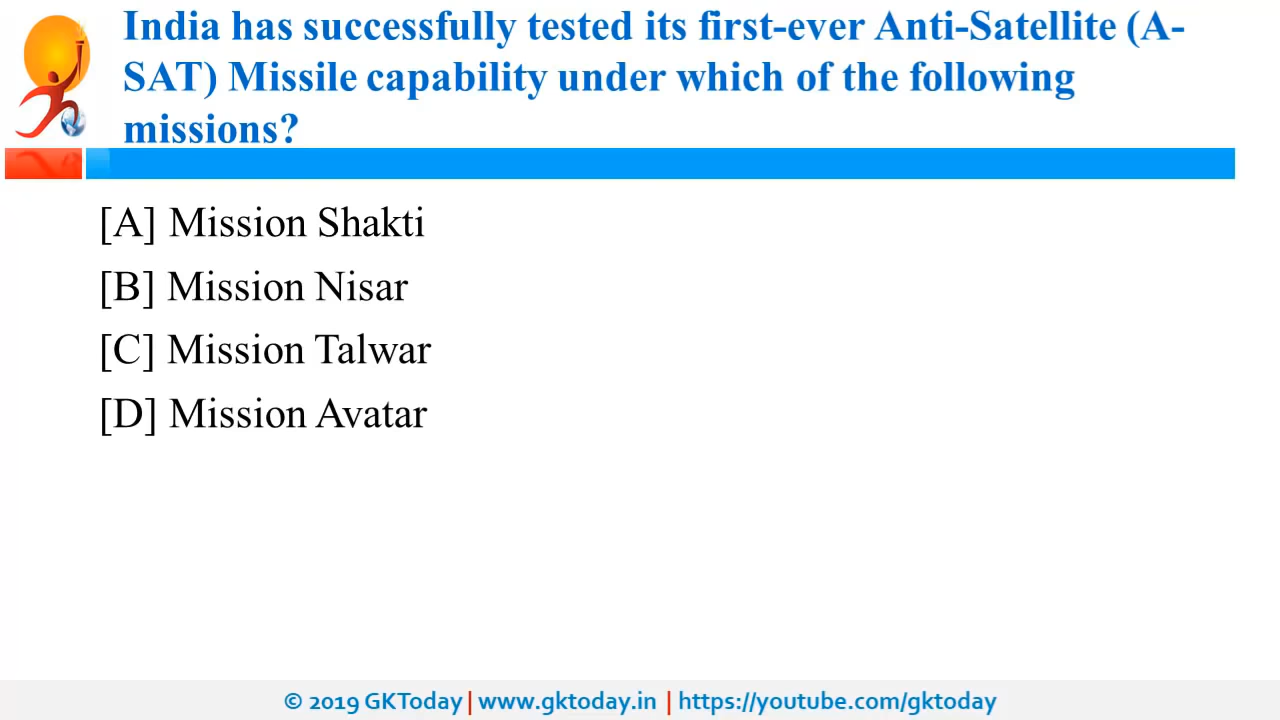 India has successfully tested its first-ever Anti-Satellite (A-
SAT) Missile capability under which of the following
missions?
[A] Mission Shakti
[B] Mission Nisar
[C] Mission Talwar
[D] Mission Avatar
© 2019 GKToday | www.gktoday.in | https://youtube.com/gktoday